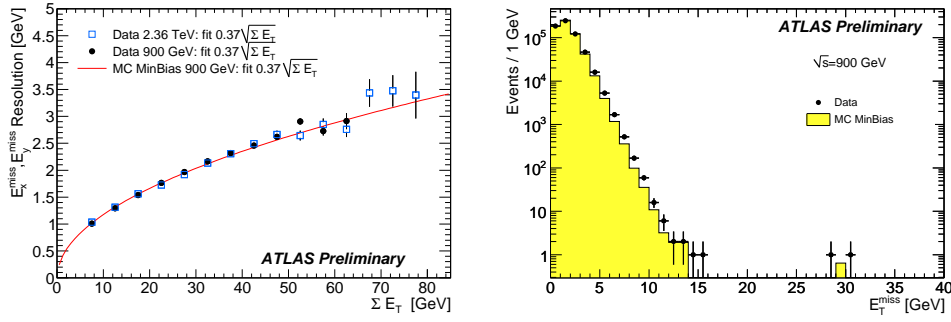 E_x^miss, E_y^miss Resolution [GeV]
5
4.5
4
3.5
3
2.5
2
1.5
1
0.5
0
Data 2.36 TeV: fit 0.37√Σ E_T
Data 900 GeV: fit 0.37√Σ E_T
MC MinBias 900 GeV: fit 0.37√Σ E_T
ATLAS Preliminary
0 10 20 30 40 50 60 70 80
Σ E_T [GeV]
Events / 1 GeV
10^5
10^4
10^3
10^2
10
1
ATLAS Preliminary
√s=900 GeV
Data
MC MinBias
0 5 10 15 20 25 30 35 40
E_T^miss [GeV]